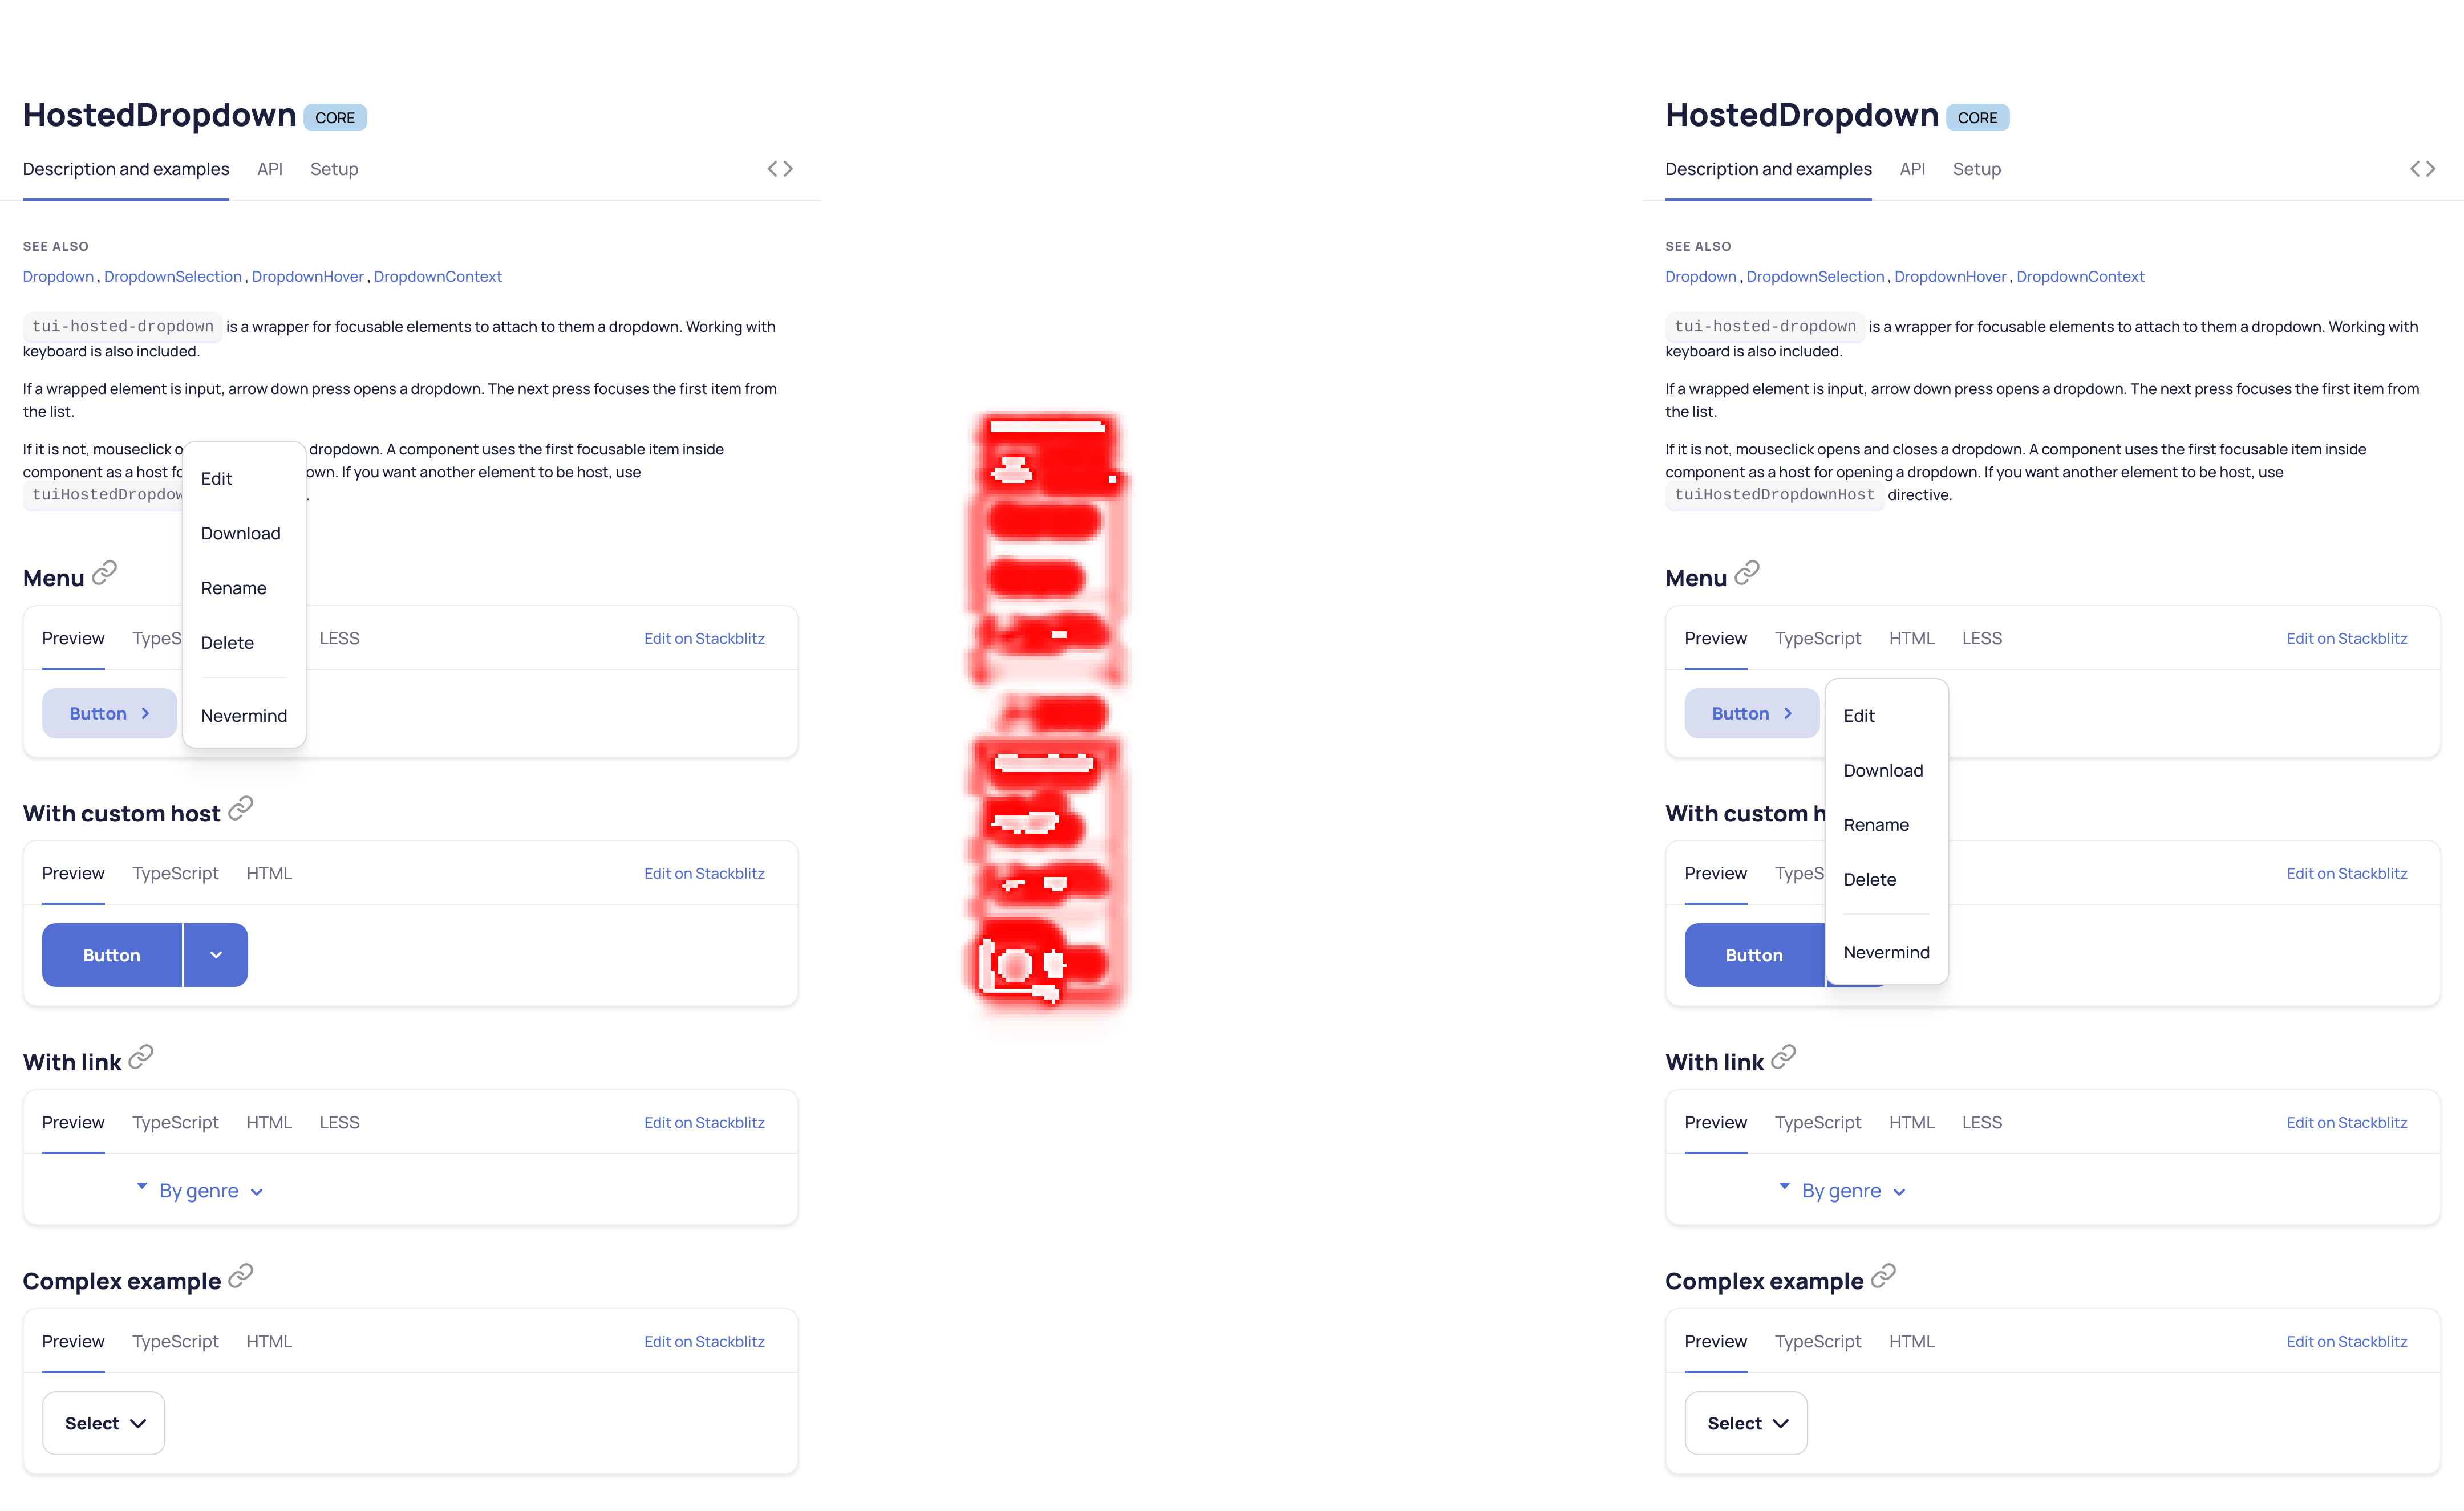 HostedDropdown CORE
Description and examples API Setup
SEE ALSO
Dropdown , DropdownSelection , DropdownHover , DropdownContext
tui-hosted-dropdown is a wrapper for focusable elements to attach to them a dropdown. Working with
keyboard is also included.
If a wrapped element is input, arrow down press opens a dropdown. The next press focuses the first item from
the list.
If it is not, mouseclick o dropdown. A component uses the first focusable item inside
component as a host fo own. If you want another element to be host, use
tuiHostedDropdow .
Edit
Download
Rename
Delete
Nevermind
Menu
Preview TypeS LESS Edit on Stackblitz
Button
With custom host
Preview TypeScript HTML Edit on Stackblitz
Button
With link
Preview TypeScript HTML LESS Edit on Stackblitz
By genre
Complex example
Preview TypeScript HTML Edit on Stackblitz
Select
HostedDropdown CORE
Description and examples API Setup
SEE ALSO
Dropdown , DropdownSelection , DropdownHover , DropdownContext
tui-hosted-dropdown is a wrapper for focusable elements to attach to them a dropdown. Working with
keyboard is also included.
If a wrapped element is input, arrow down press opens a dropdown. The next press focuses the first item from
the list.
If it is not, mouseclick opens and closes a dropdown. A component uses the first focusable item inside
component as a host for opening a dropdown. If you want another element to be host, use
tuiHostedDropdownHost directive.
Menu
Preview TypeScript HTML LESS Edit on Stackblitz
Button
Edit
Download
Rename
Delete
Nevermind
With custom h
Preview TypeS Edit on Stackblitz
Button
With link
Preview TypeScript HTML LESS Edit on Stackblitz
By genre
Complex example
Preview TypeScript HTML Edit on Stackblitz
Select